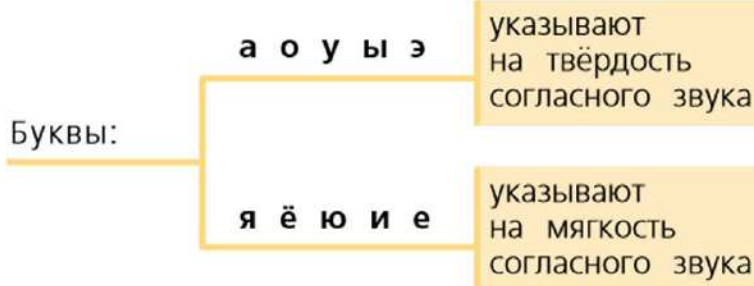 а о у ы э
указывают
на твёрдость
согласного звука
Буквы:
я ё ю и е
указывают
на мягкость
согласного звука